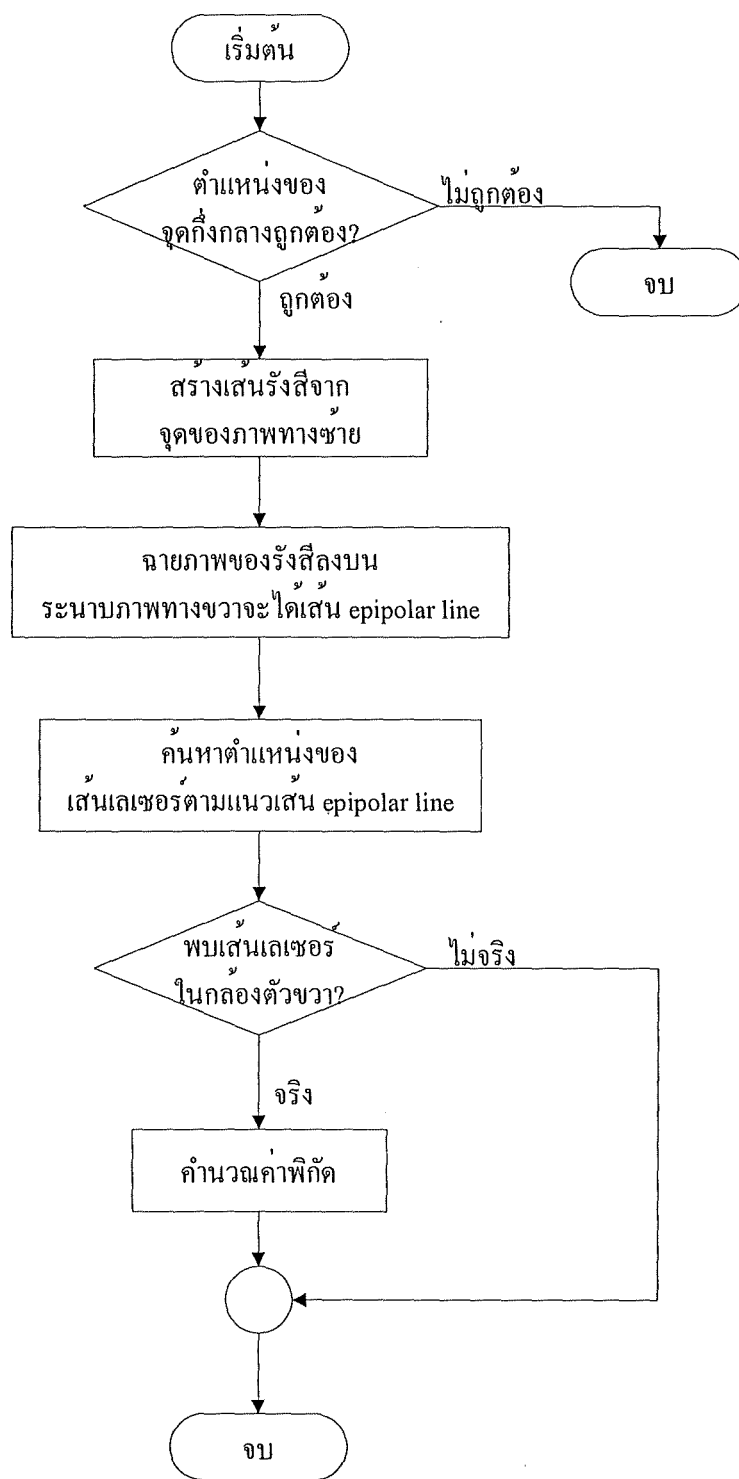 เริ่มต้น
ตำแหน่งของ
จุดกึ่งกลางถูกต้อง?
ไม่ถูกต้อง
จบ
ถูกต้อง
สร้างเส้นรังสีจาก
จุดของภาพทางซ้าย
ฉายภาพของรังสีลงบน
ระนาบภาพทางขวาจะได้เส้น epipolar line
ค้นหาตำแหน่งของ
เส้นเลเซอร์ตามแนวเส้น epipolar line
พบเส้นเลเซอร์
ในกล้องตัวขวา?
ไม่จริง
จริง
คำนวณค่าพิกัด
จบ